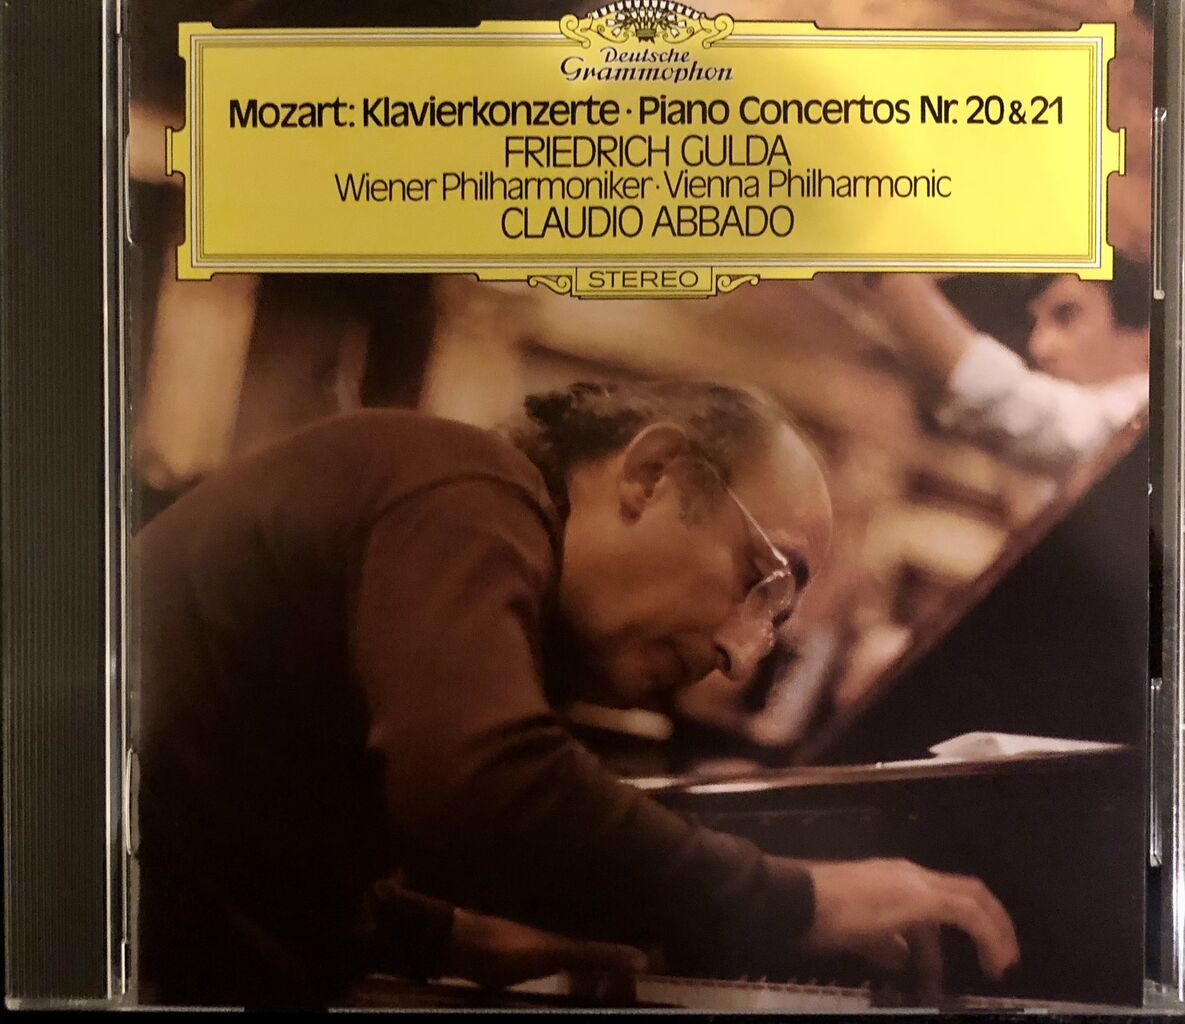 Deutsche
Grammophon
Mozart: Klavierkonzerte · Piano Concertos Nr. 20 & 21
FRIEDRICH GULDA
Wiener Philharmoniker · Vienna Philharmonic
CLAUDIO ABBADO
STEREO